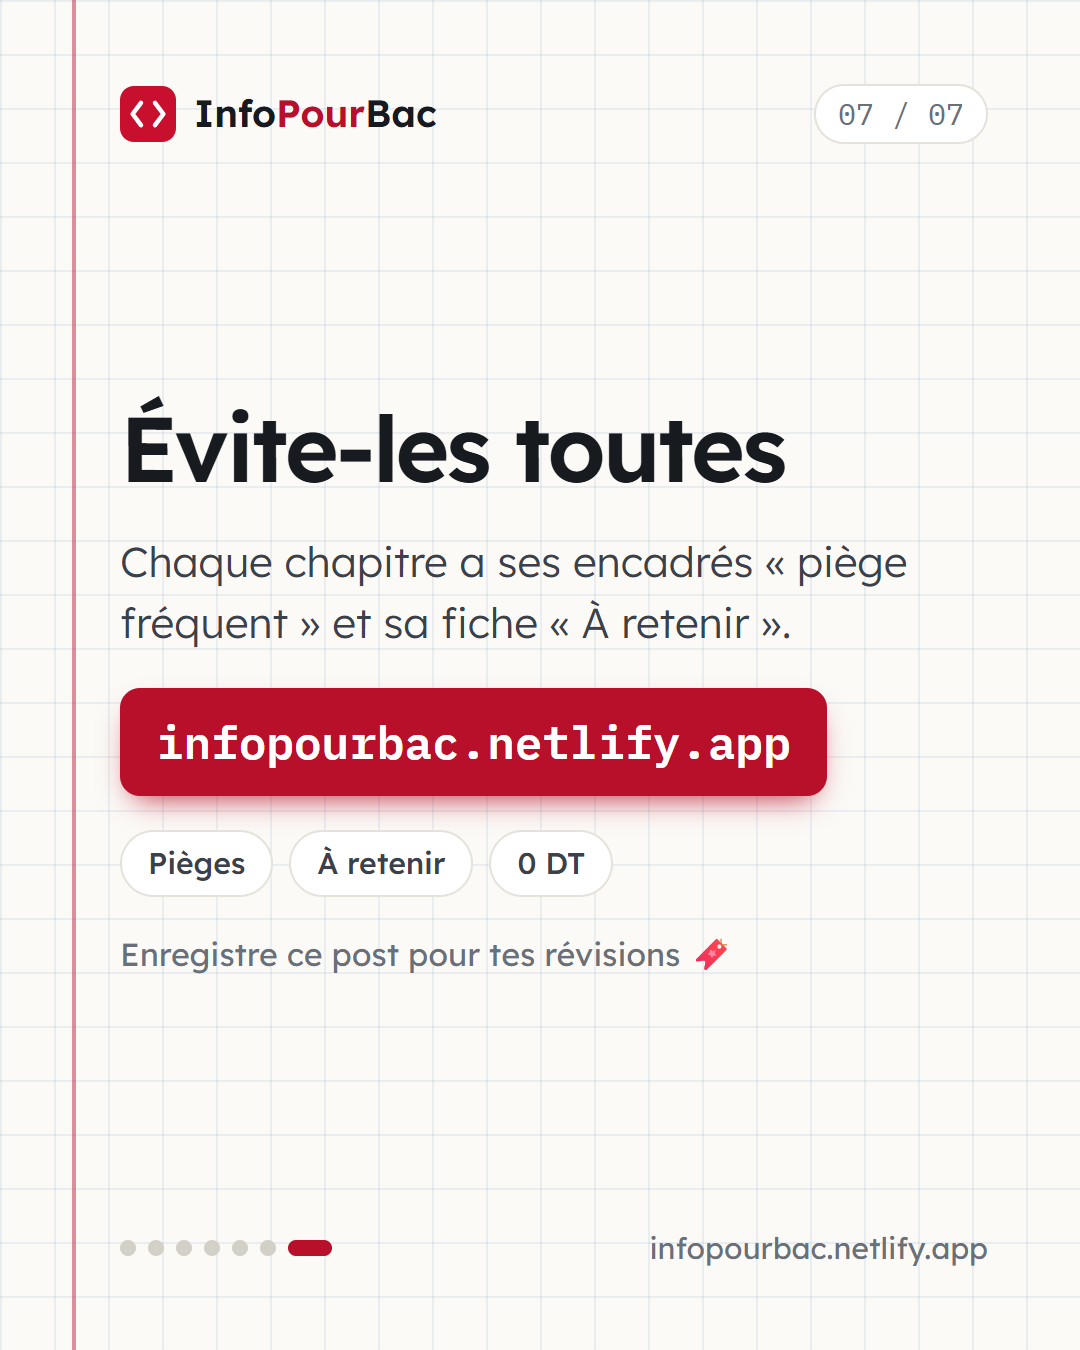 InfoPourBac
07 / 07
Évite-les toutes
Chaque chapitre a ses encadrés « piège
fréquent » et sa fiche « À retenir ».
infopourbac.netlify.app
Pièges
À retenir
0 DT
Enregistre ce post pour tes révisions 🔖
infopourbac.netlify.app